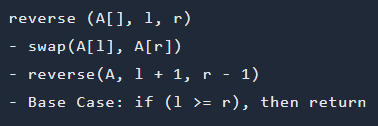 reverse (A[], l, r)
- swap(A[l], A[r])
- reverse(A, l + 1, r - 1)
- Base Case: if (l >= r), then return